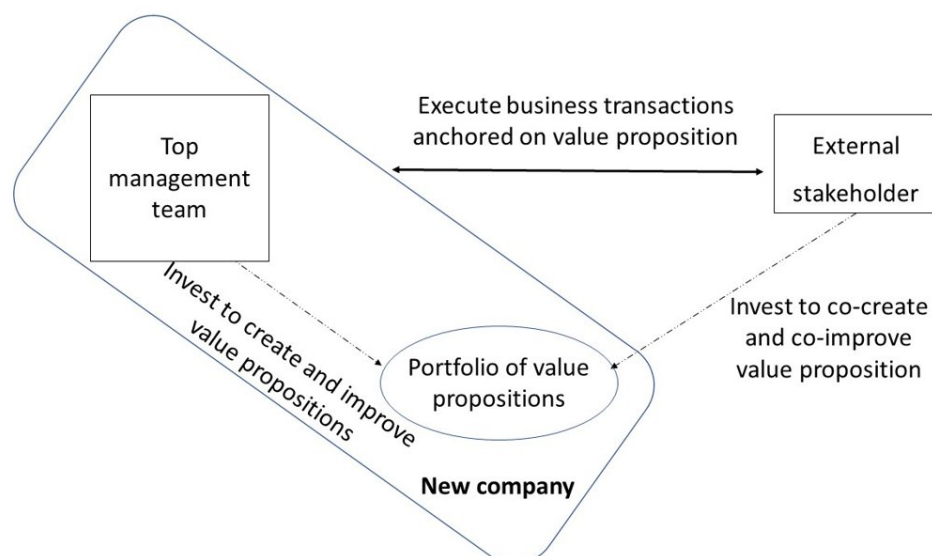 Top
management
team
Execute business transactions
anchored on value proposition
External
stakeholder
Invest to create and improve
value propositions
Portfolio of value
propositions
Invest to co-create
and co-improve
value proposition
New company